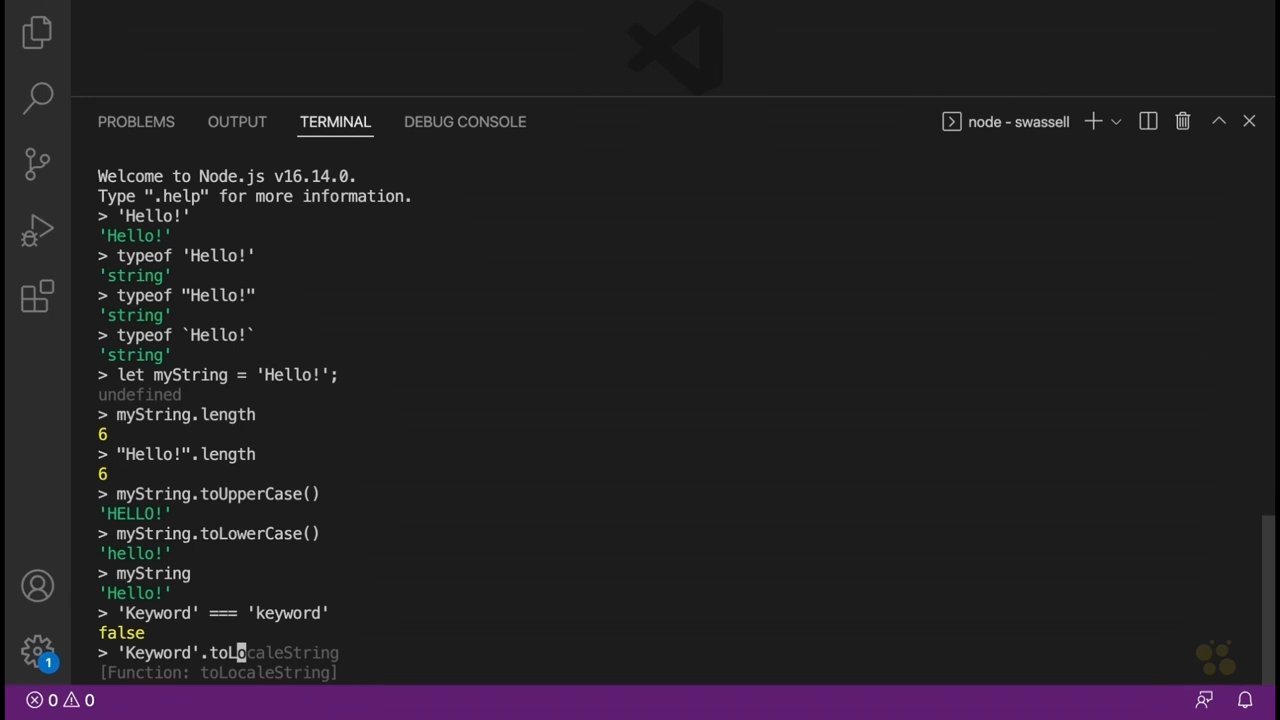 PROBLEMS OUTPUT TERMINAL DEBUG CONSOLE node - swassell
Welcome to Node.js v16.14.0.
Type ".help" for more information.
> 'Hello!'
'Hello!'
> typeof 'Hello!'
'string'
> typeof "Hello!"
'string'
> typeof `Hello!`
'string'
> let myString = 'Hello!';
undefined
> myString.length
6
> "Hello!".length
6
> myString.toUpperCase()
'HELLO!'
> myString.toLowerCase()
'hello!'
> myString
'Hello!'
> 'Keyword' === 'keyword'
false
> 'Keyword'.toLocaleString
[Function: toLocaleString]
1
0 0